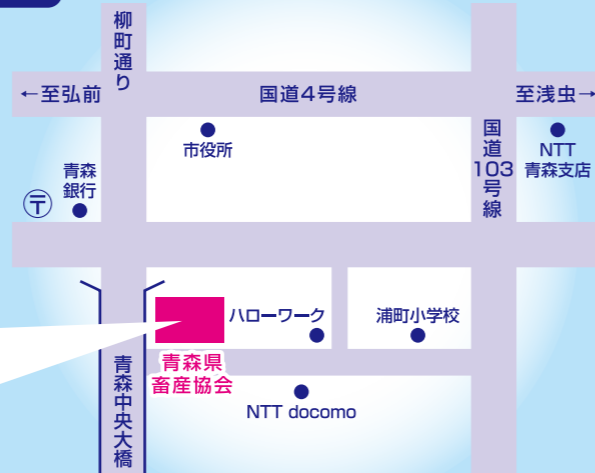 柳町通り
←至弘前
国道4号線
至浅虫→
市役所
国道103号線
NTT
青森支店
青森
銀行
〒
ハローワーク
浦町小学校
青森県
畜産協会
青森中央大橋
NTT docomo